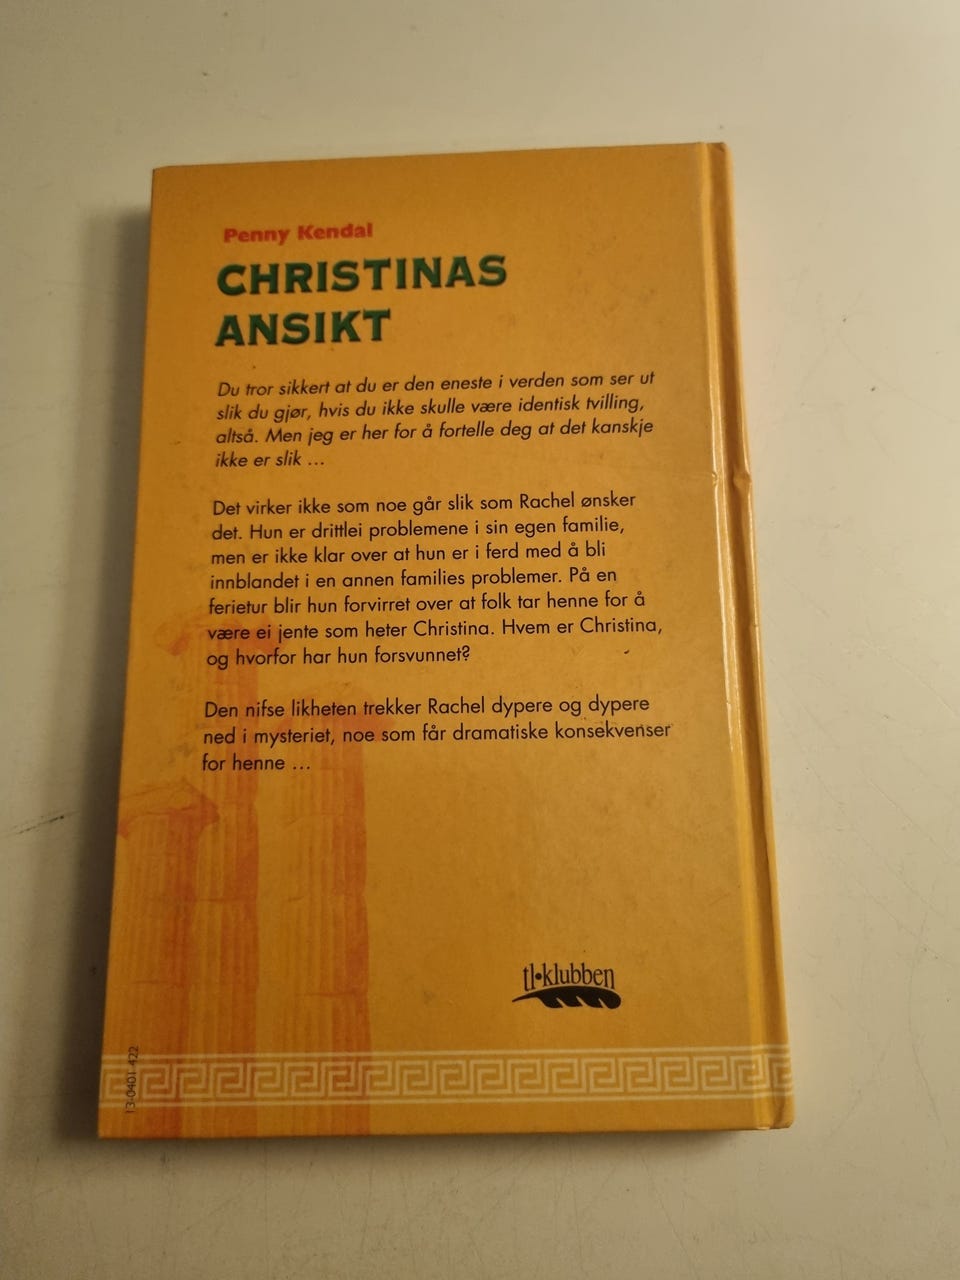 Penny Kendal
CHRISTINAS
ANSIKT
Du tror sikkert at du er den eneste i verden som ser ut
slik du gjør, hvis du ikke skulle være identisk tvilling,
altså. Men jeg er her for å fortelle deg at det kanskje
ikke er slik ...
Det virker ikke som noe går slik som Rachel ønsker
det. Hun er drittlei problemene i sin egen familie,
men er ikke klar over at hun er i ferd med å bli
innblandet i en annen families problemer. På en
ferietur blir hun forvirret over at folk tar henne for å
være ei jente som heter Christina. Hvem er Christina,
og hvorfor har hun forsvunnet?
Den nifse likheten trekker Rachel dypere og dypere
ned i mysteriet, noe som får dramatiske konsekvenser
for henne ...
tl•klubben
13-0401-422